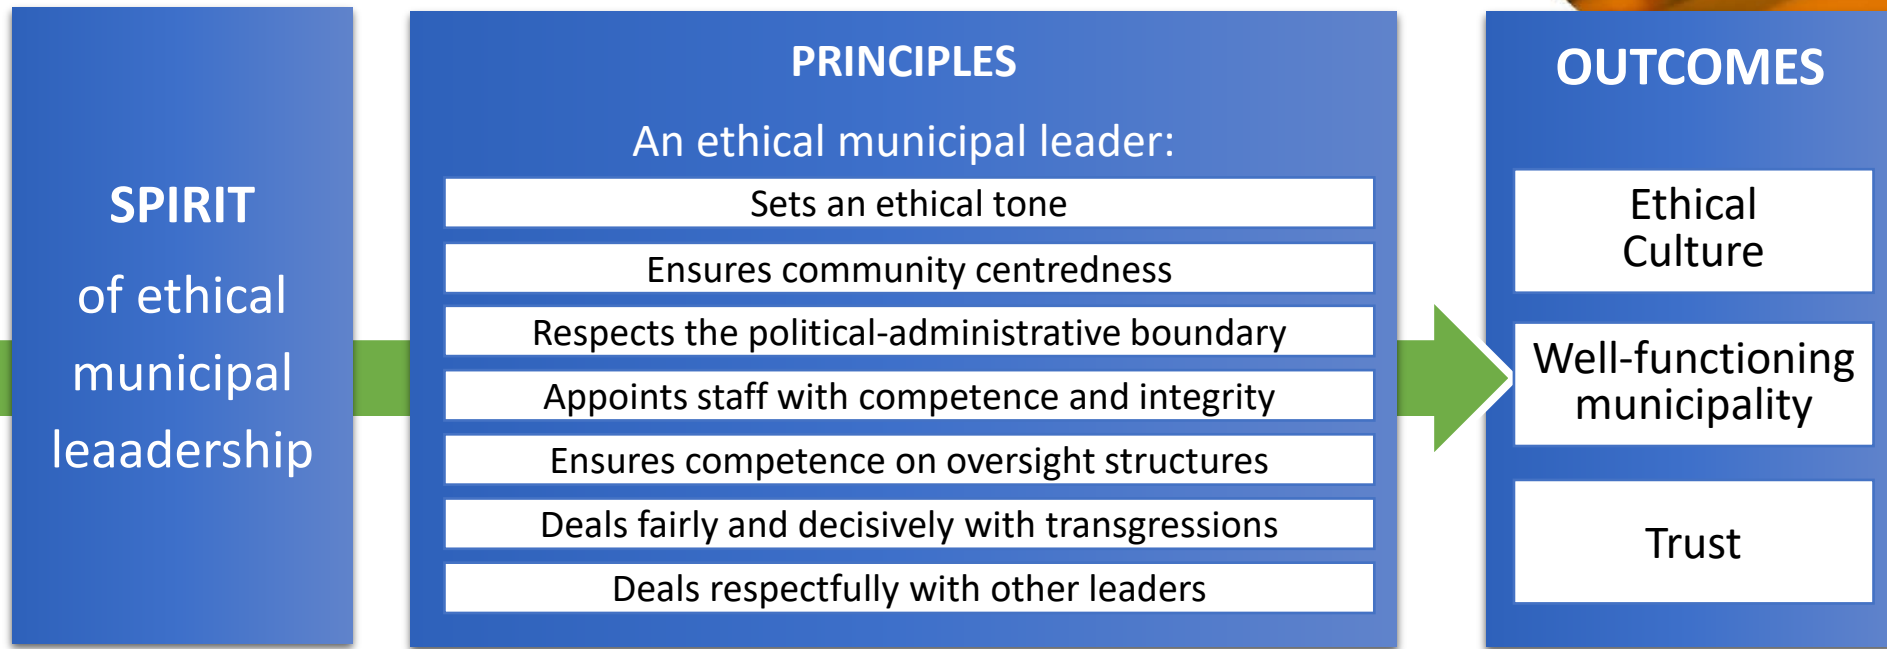 SPIRIT
of ethical
municipal
leaadership
PRINCIPLES
An ethical municipal leader:
Sets an ethical tone
Ensures community centredness
Respects the political-administrative boundary
Appoints staff with competence and integrity
Ensures competence on oversight structures
Deals fairly and decisively with transgressions
Deals respectfully with other leaders
OUTCOMES
Ethical
Culture
Well-functioning
municipality
Trust